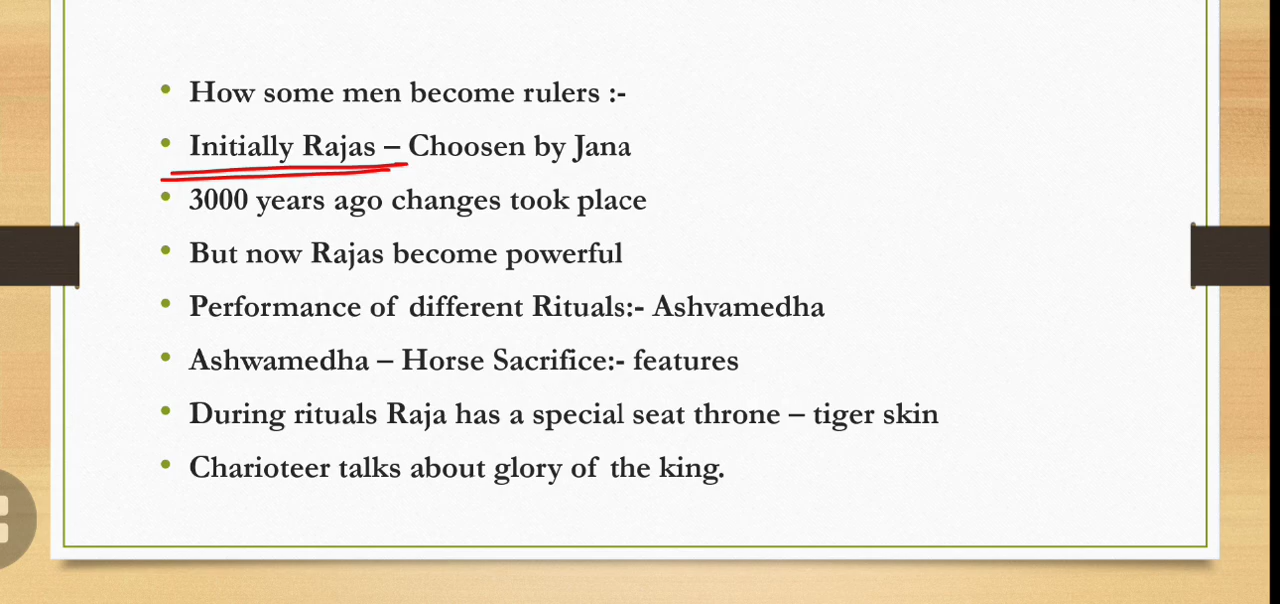 • How some men become rulers :-
• Initially Rajas – Choosen by Jana
• 3000 years ago changes took place
• But now Rajas become powerful
• Performance of different Rituals:- Ashvamedha
• Ashwamedha – Horse Sacrifice:- features
• During rituals Raja has a special seat throne – tiger skin
• Charioteer talks about glory of the king.